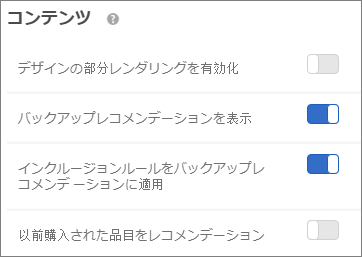 コンテンツ ?
デザインの部分レンダリングを有効化
バックアップレコメンデーションを表示
インクルージョンルールをバックアップレ
コメンデーションに適用
以前購入された品目をレコメンデーション